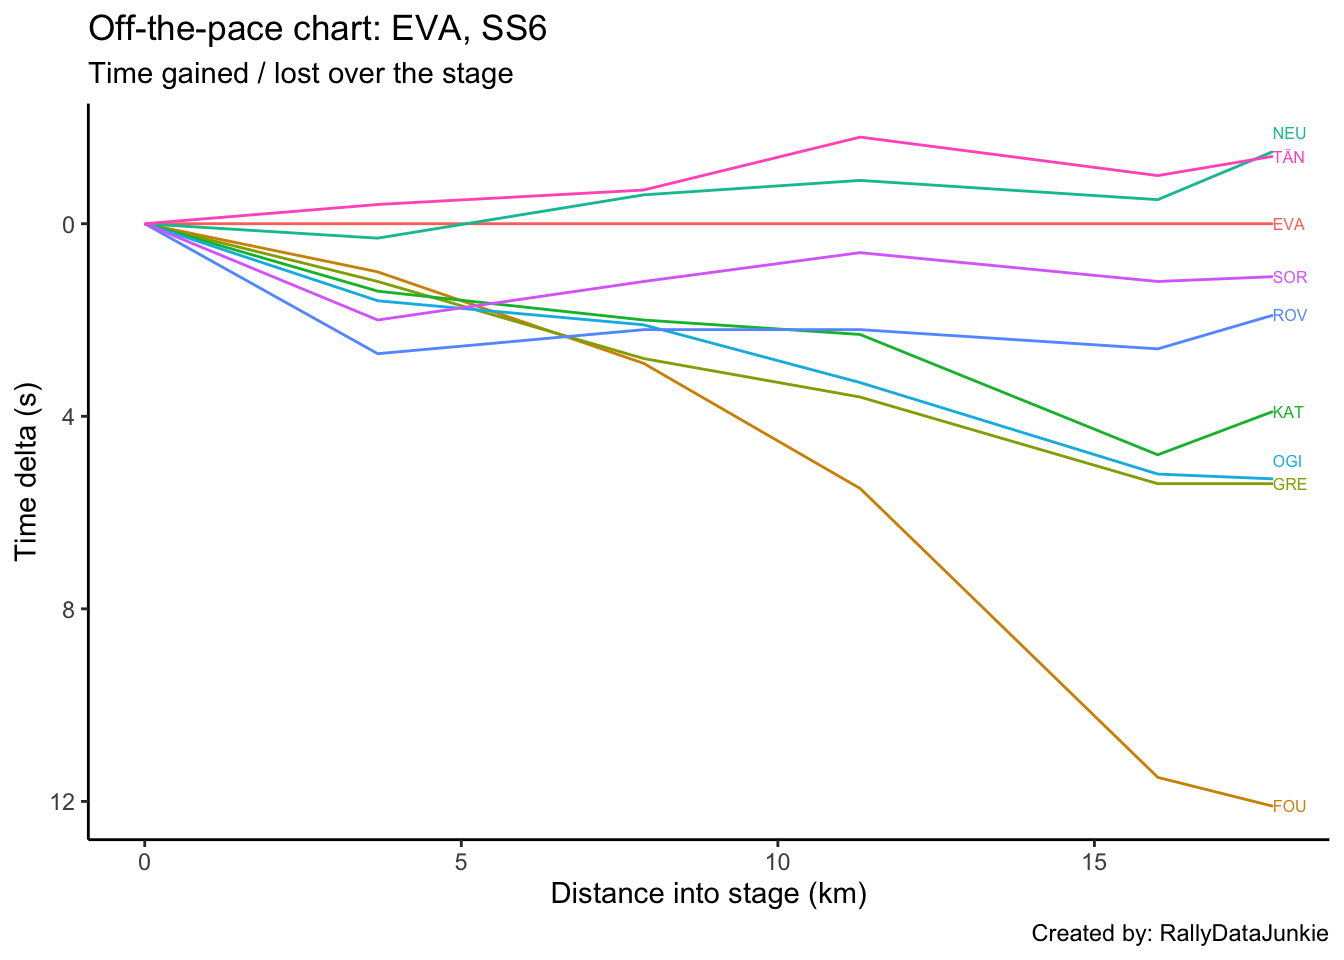 Off-the-pace chart: EVA, SS6
Time gained / lost over the stage
NEU
TÄN
0
EVA
SOR
ROV
4
KAT
OGI
GRE
8
12
FOU
Time delta (s)
0 5 10 15
Distance into stage (km)
Created by: RallyDataJunkie